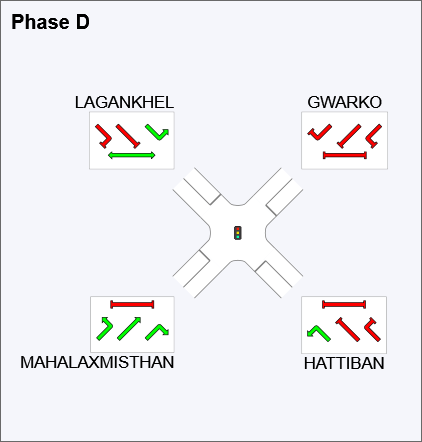 Phase D
LAGANKHEL
GWARKO
MAHALAXMISTHAN
HATTIBAN